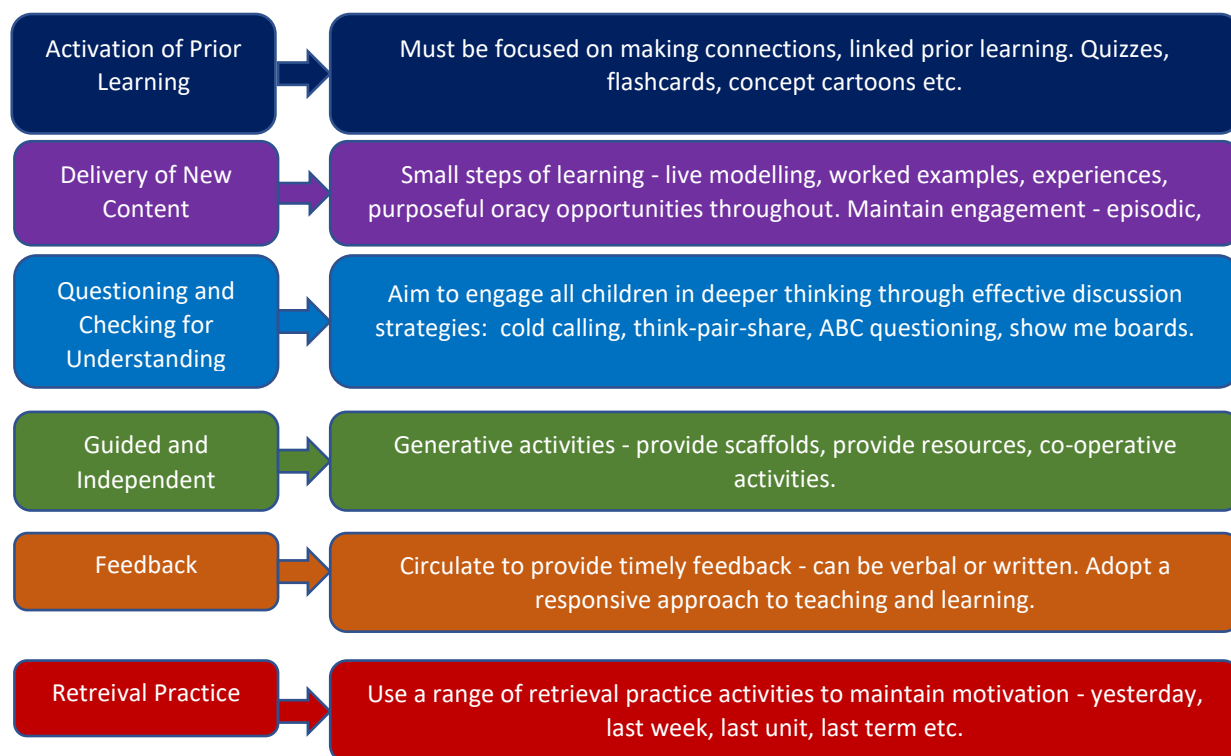 Activation of Prior
Learning
Must be focused on making connections, linked prior learning. Quizzes,
flashcards, concept cartoons etc.
Delivery of New
Content
Small steps of learning - live modelling, worked examples, experiences,
purposeful oracy opportunities throughout. Maintain engagement - episodic,
Questioning and
Checking for
Understanding
Aim to engage all children in deeper thinking through effective discussion
strategies:  cold calling, think-pair-share, ABC questioning, show me boards.
Guided and
Independent
Generative activities - provide scaffolds, provide resources, co-operative
activities.
Feedback
Circulate to provide timely feedback - can be verbal or written. Adopt a
responsive approach to teaching and learning.
Retreival Practice
Use a range of retrieval practice activities to maintain motivation - yesterday,
last week, last unit, last term etc.